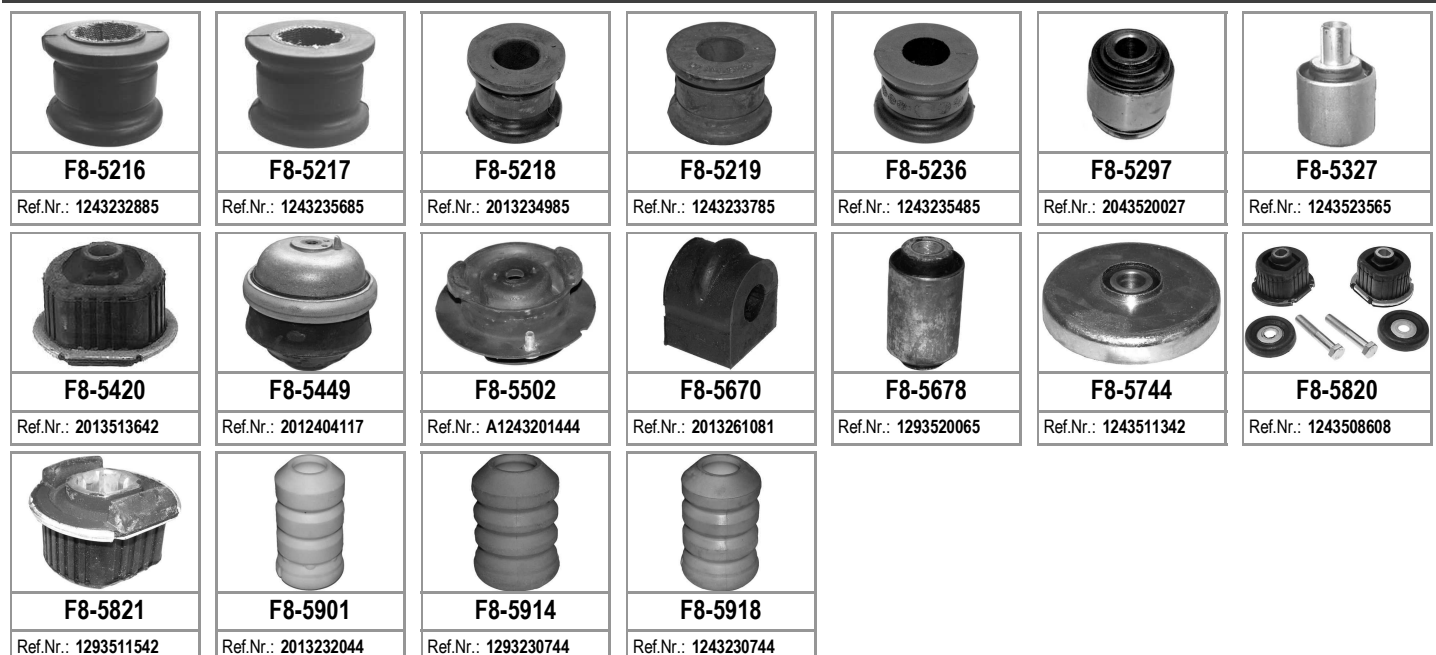 F8-5216
Ref.Nr.: 1243232885
F8-5217
Ref.Nr.: 1243235685
F8-5218
Ref.Nr.: 2013234985
F8-5219
Ref.Nr.: 1243233785
F8-5236
Ref.Nr.: 1243235485
F8-5297
Ref.Nr.: 2043520027
F8-5327
Ref.Nr.: 1243523565
F8-5420
Ref.Nr.: 2013513642
F8-5449
Ref.Nr.: 2012404117
F8-5502
Ref.Nr.: A1243201444
F8-5670
Ref.Nr.: 2013261081
F8-5678
Ref.Nr.: 1293520065
F8-5744
Ref.Nr.: 1243511342
F8-5820
Ref.Nr.: 1243508608
F8-5821
Ref.Nr.: 1293511542
F8-5901
Ref.Nr.: 2013232044
F8-5914
Ref.Nr.: 1293230744
F8-5918
Ref.Nr.: 1243230744